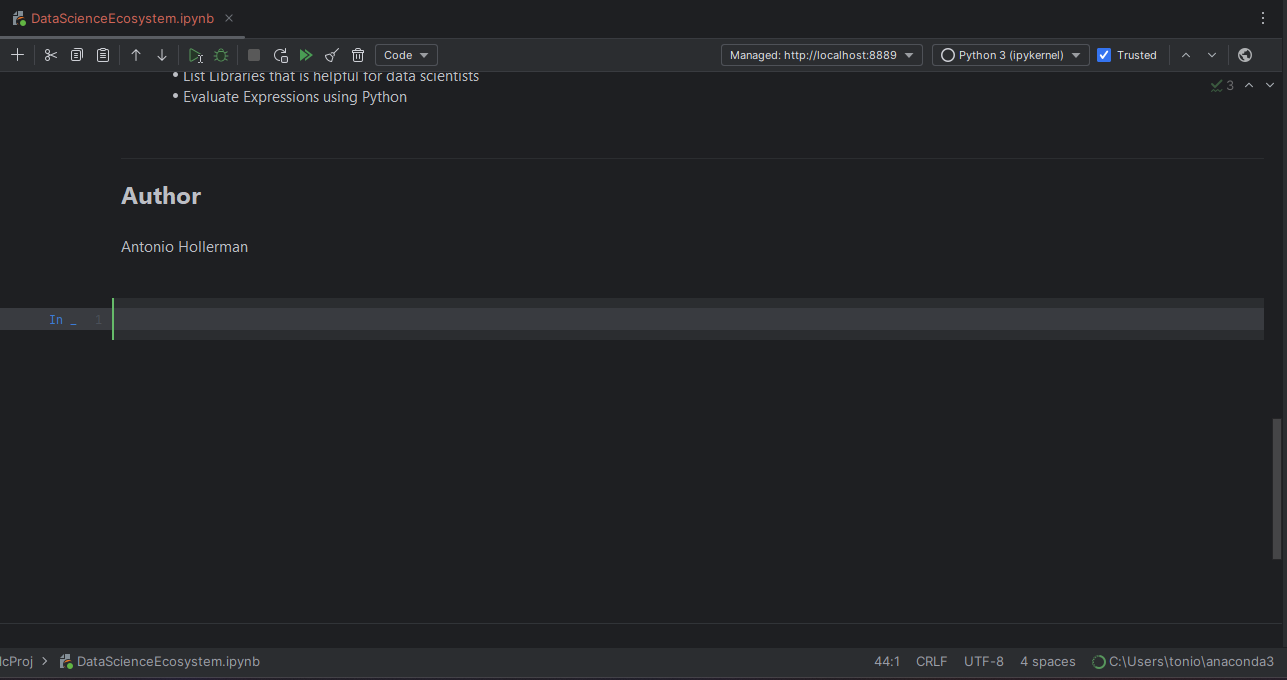 DataScienceEcosystem.ipynb
Code
Managed: http://localhost:8889
Python 3 (ipykernel)
Trusted
• List Libraries that is helpful for data scientists
3
• Evaluate Expressions using Python
Author
Antonio Hollerman
In _ 1
lcProj > DataScienceEcosystem.ipynb
44:1 CRLF UTF-8 4 spaces C:\Users\tonio\anaconda3